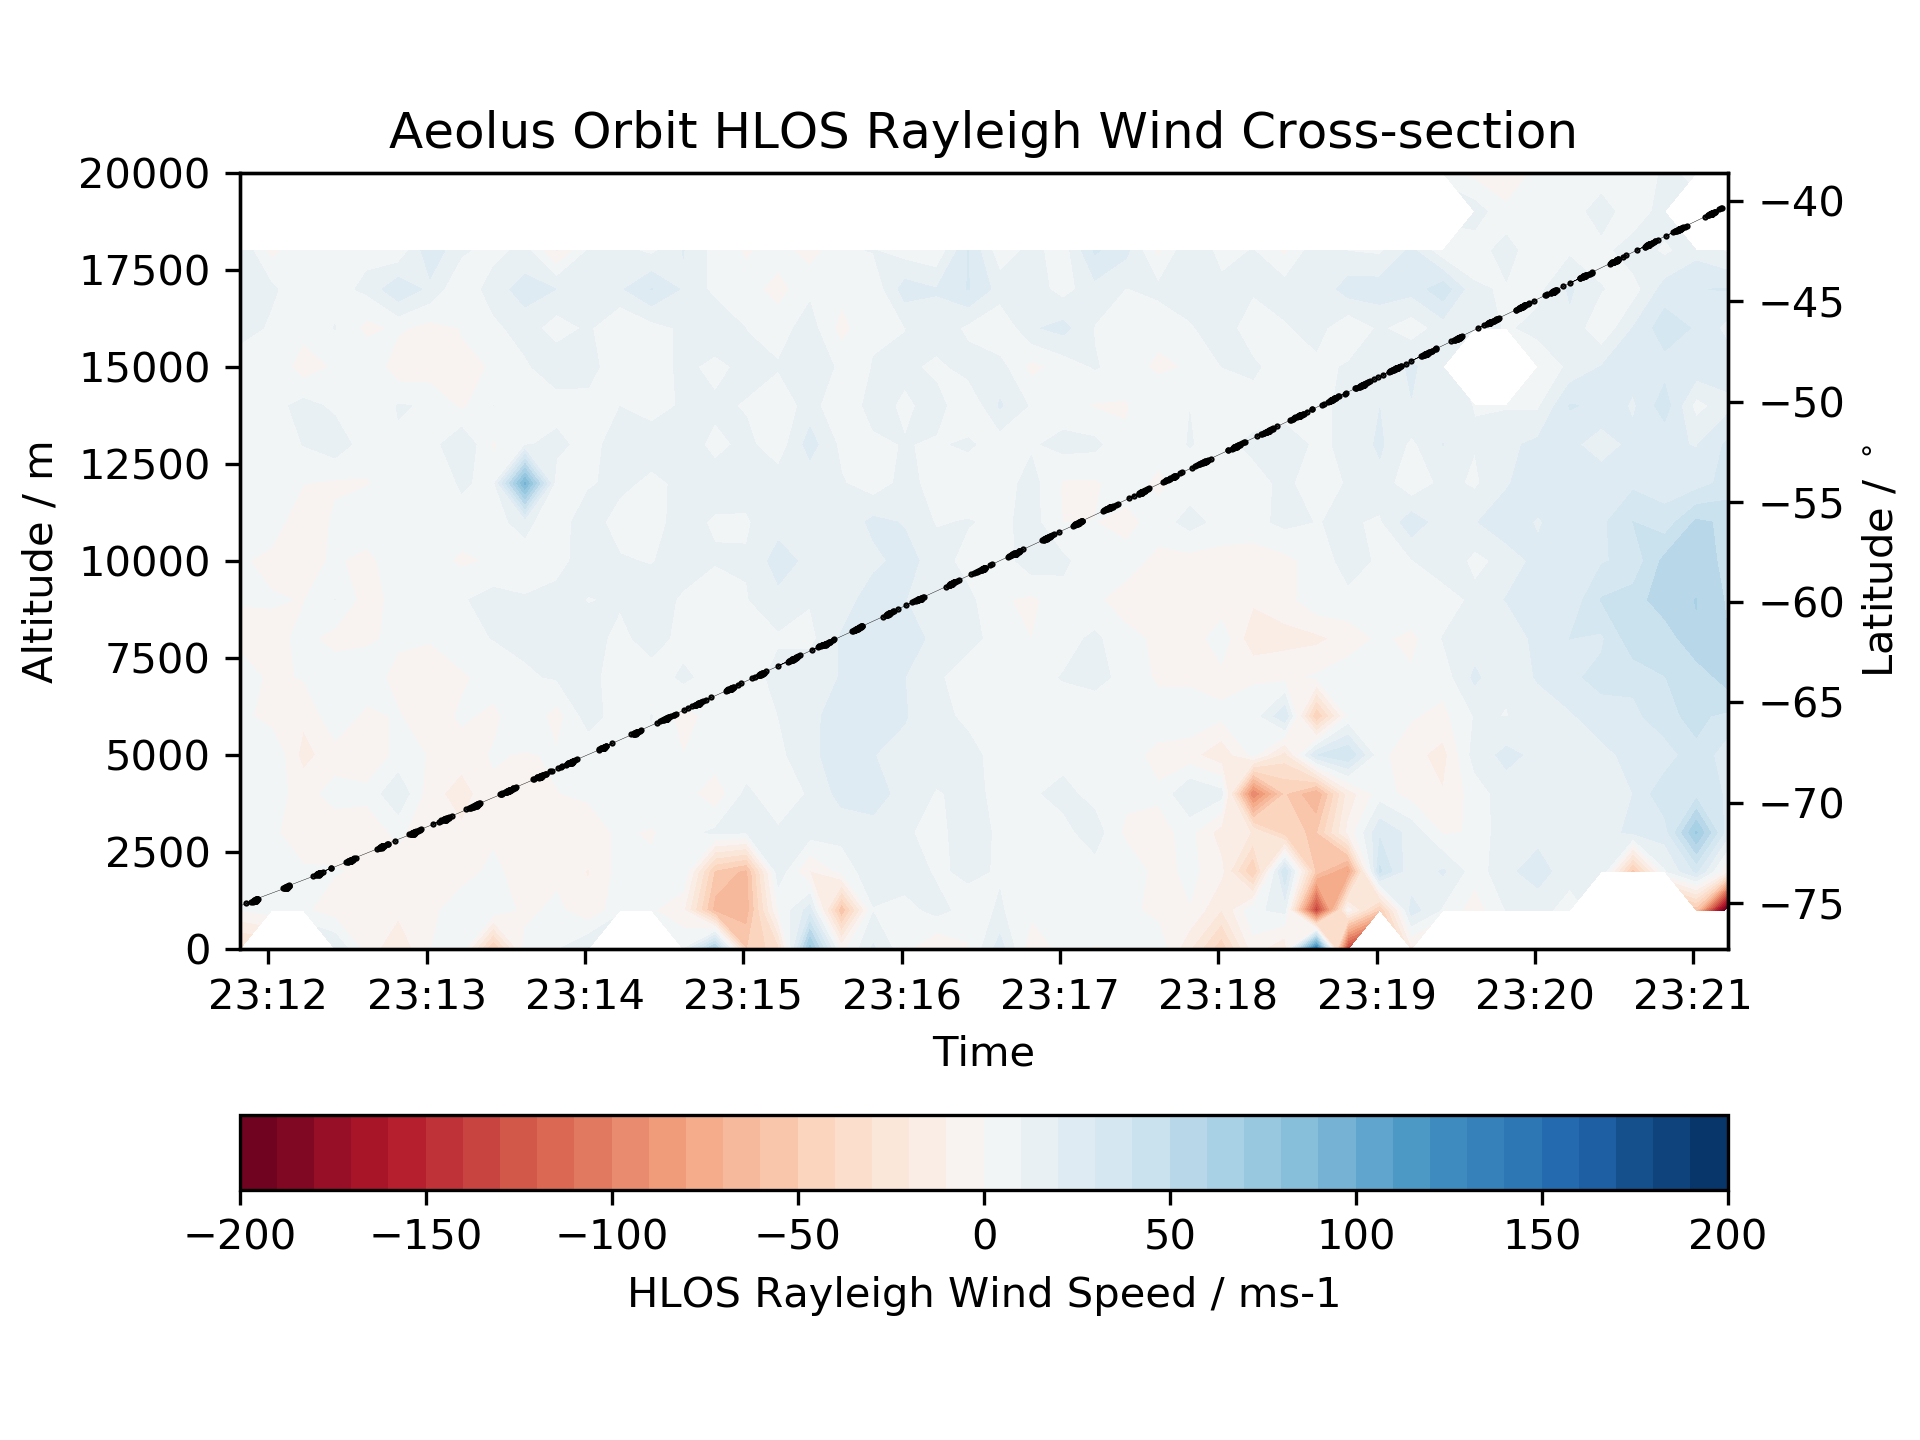 Aeolus Orbit HLOS Rayleigh Wind Cross-section
20000
17500
15000
12500
10000
7500
5000
2500
0
Altitude / m
−40
−45
−50
−55
−60
−65
−70
−75
Latitude / °
23:12 23:13 23:14 23:15 23:16 23:17 23:18 23:19 23:20 23:21
Time
−200 −150 −100 −50 0 50 100 150 200
HLOS Rayleigh Wind Speed / ms-1